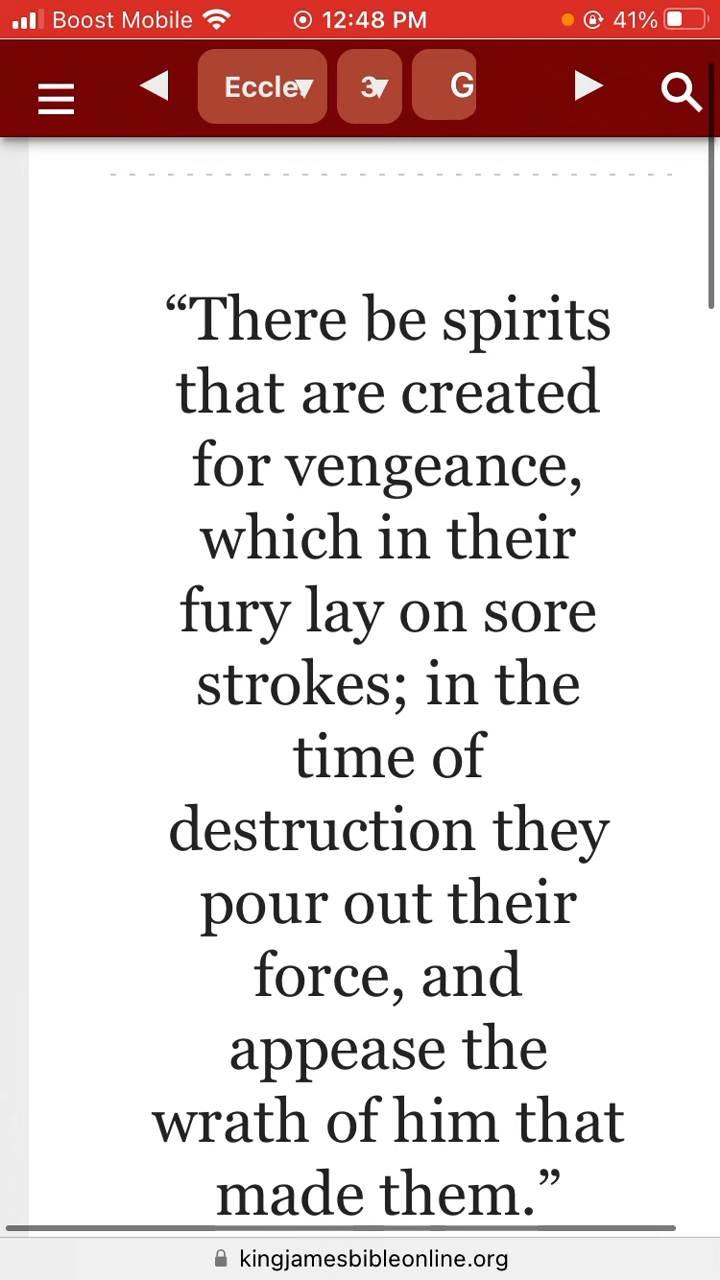 Boost Mobile 12:48 PM 41%
Eccle 3 G
“There be spirits
that are created
for vengeance,
which in their
fury lay on sore
strokes; in the
time of
destruction they
pour out their
force, and
appease the
wrath of him that
made them.”
kingjamesbibleonline.org